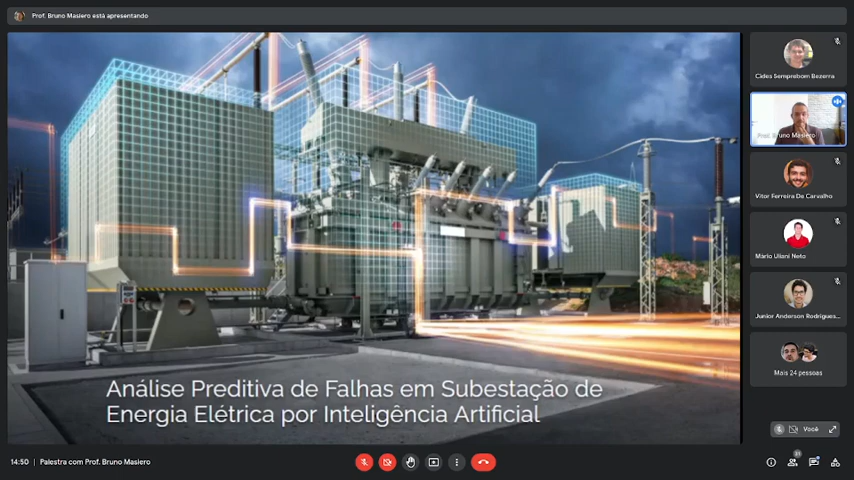 Prof. Bruno Masiero está apresentando
Cides Semprebom Bezerra
Prof. Bruno Masiero
Vitor Ferreira De Carvalho
Mário Uliani Neto
Junior Anderson Rodrigues...
Mais 24 pessoas
Análise Preditiva de Falhas em Subestação de
Energia Elétrica por Inteligência Artificial
Você
14:50 | Palestra com Prof. Bruno Masiero